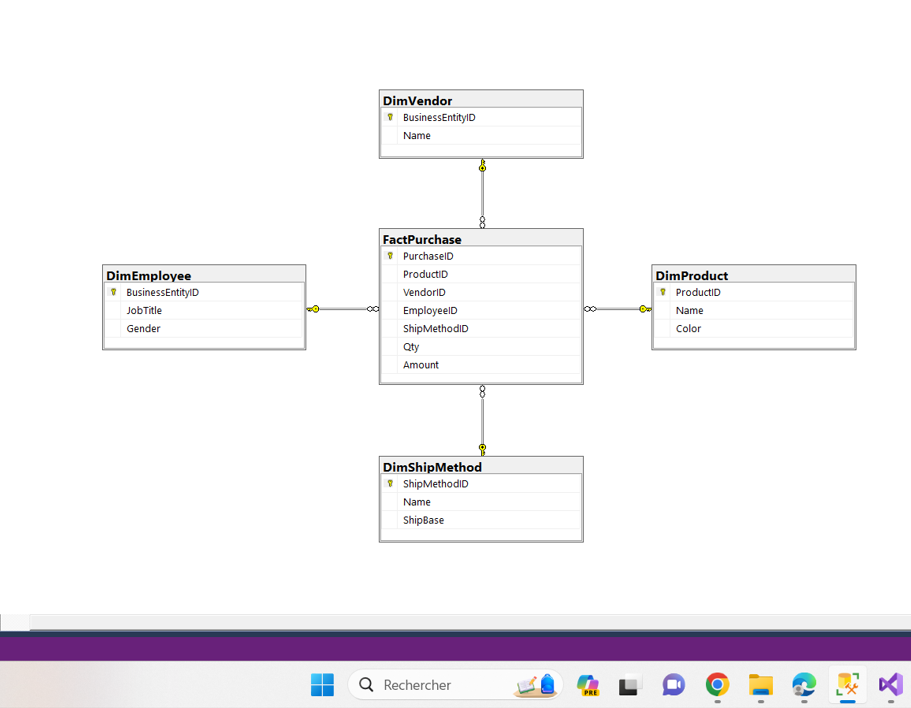 DimVendor
BusinessEntityID
Name
FactPurchase
PurchaseID
ProductID
VendorID
EmployeeID
ShipMethodID
Qty
Amount
DimEmployee
BusinessEntityID
JobTitle
Gender
DimProduct
ProductID
Name
Color
DimShipMethod
ShipMethodID
Name
ShipBase
Rechercher
PRE